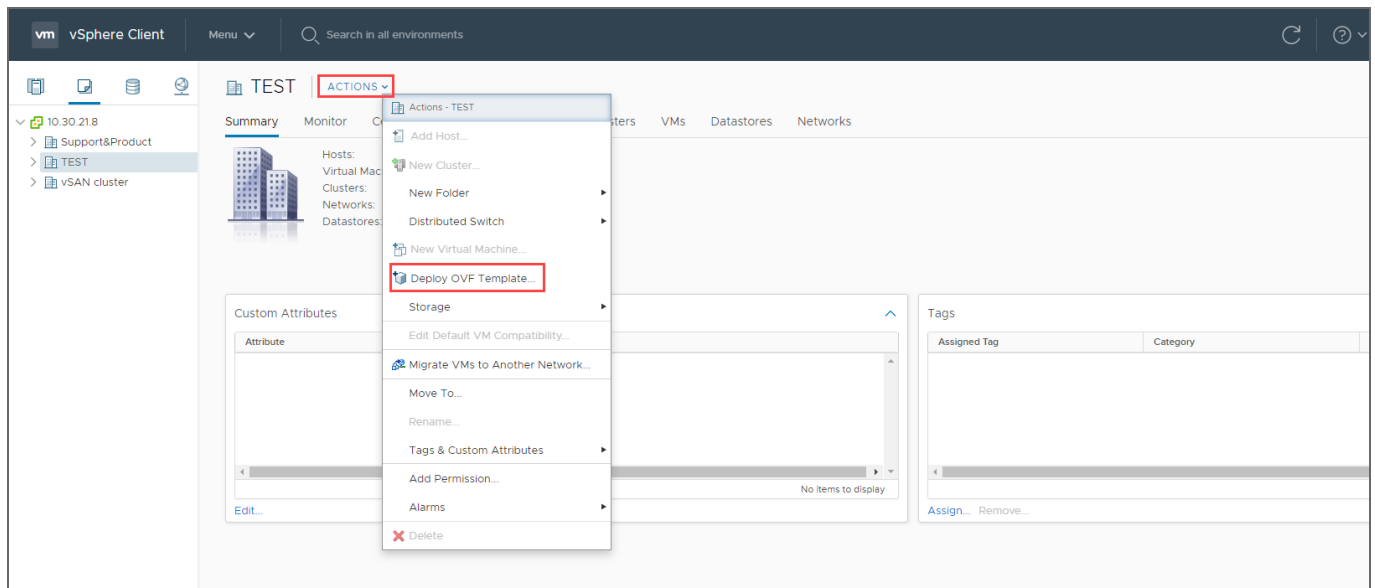 vm vSphere Client Menu Search in all environments
TEST ACTIONS
Actions - TEST
10.30.21.8
Support&Product
TEST
vSAN cluster
Summary Monitor VMs Datastores Networks
Hosts:
Clusters:
Networks:
Datastores:
Add Host...
New Cluster...
New Folder
Distributed Switch
New Virtual Machine...
Deploy OVF Template...
Storage
Edit Default VM Compatibility...
Migrate VMs to Another Network...
Move To...
Rename...
Tags & Custom Attributes
Add Permission...
Alarms
Delete
Custom Attributes
Attribute
No items to display
Edit...
Tags
Assigned Tag Category
Assign... Remove...